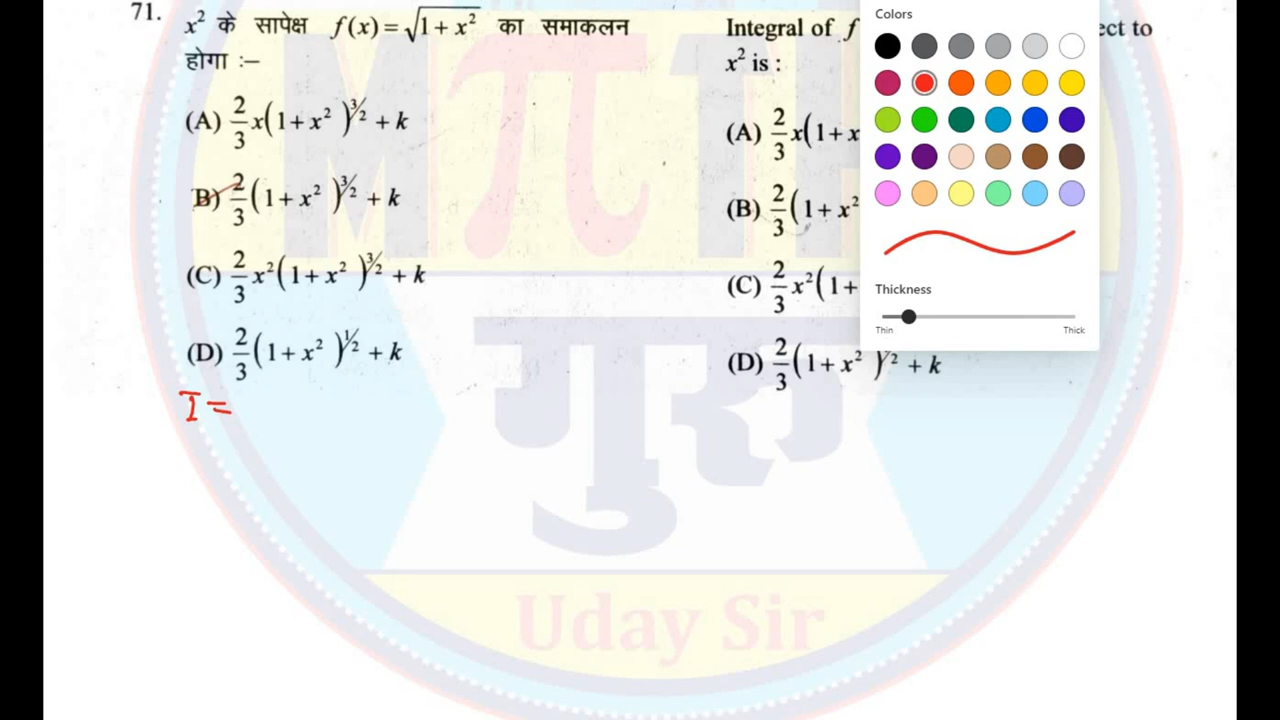 71. x² के सापेक्ष f(x) = √(1 + x²) का समाकलन
होगा :–
(A) 2/3 x(1 + x²)^3/2 + k
B) 2/3 (1 + x²)^3/2 + k
(C) 2/3 x²(1 + x²)^3/2 + k
(D) 2/3 (1 + x²)^1/2 + k
I =
Integral of f
ect to
x² is :
(A) 2/3 x(1 + x
(B) 2/3 (1 + x²
(C) 2/3 x²(1 +
(D) 2/3 (1 + x²)^1/2 + k
Colors
Thickness
Thin Thick
गुरु
Uday Sir